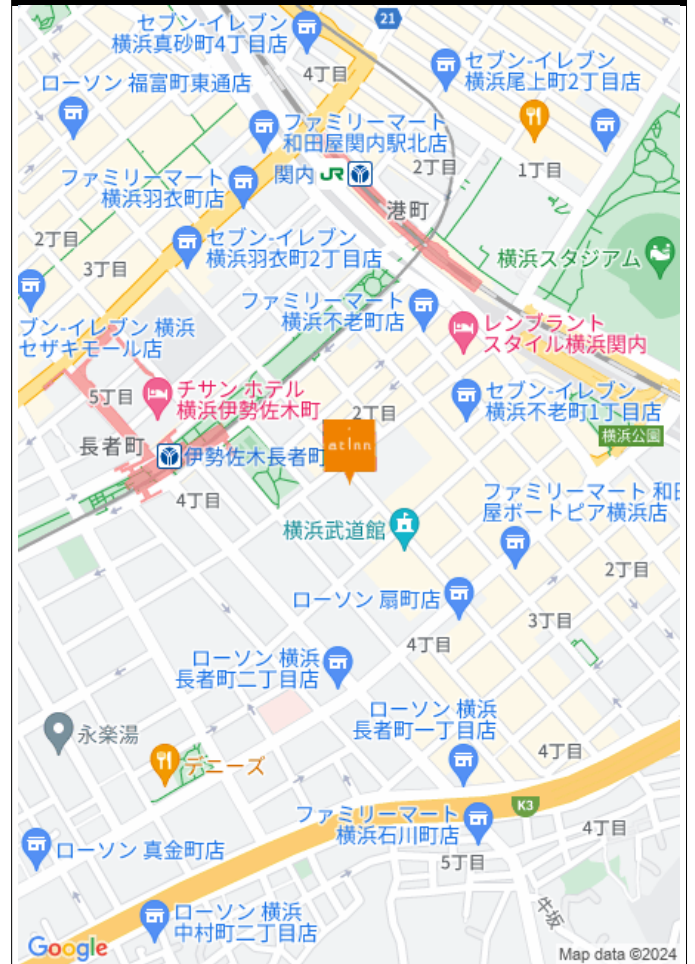 セブン-イレブン
横浜真砂町4丁目店
21
4丁目
セブン-イレブン
横浜尾上町2丁目店
ローソン 福富町東通店
ファミリーマート
和田屋関内駅北店
関内 JR
2丁目
1丁目
ファミリーマート
横浜羽衣町店
港町
2丁目
3丁目
セブン-イレブン
横浜羽衣町2丁目店
横浜スタジアム
ファミリーマート
横浜不老町店
ブン-イレブン 横浜
セザキモール店
レンブラント
スタイル横浜関内
5丁目
チサン ホテル
横浜伊勢佐木町
2丁目
セブン-イレブン
横浜不老町1丁目店
横浜公園
atinn
長者町
伊勢佐木長者町
4丁目
ファミリーマート 和田
屋ボートピア横浜店
横浜武道館
2丁目
ローソン 扇町店
3丁目
4丁目
ローソン 横浜
長者町二丁目店
ローソン 横浜
長者町一丁目店
永楽湯
デニーズ
4丁目
K3
ファミリーマート
横浜石川町店
4丁目
ローソン 真金町店
5丁目
牛坂
ローソン 横浜
中村町二丁目店
Google
Map data ©2024